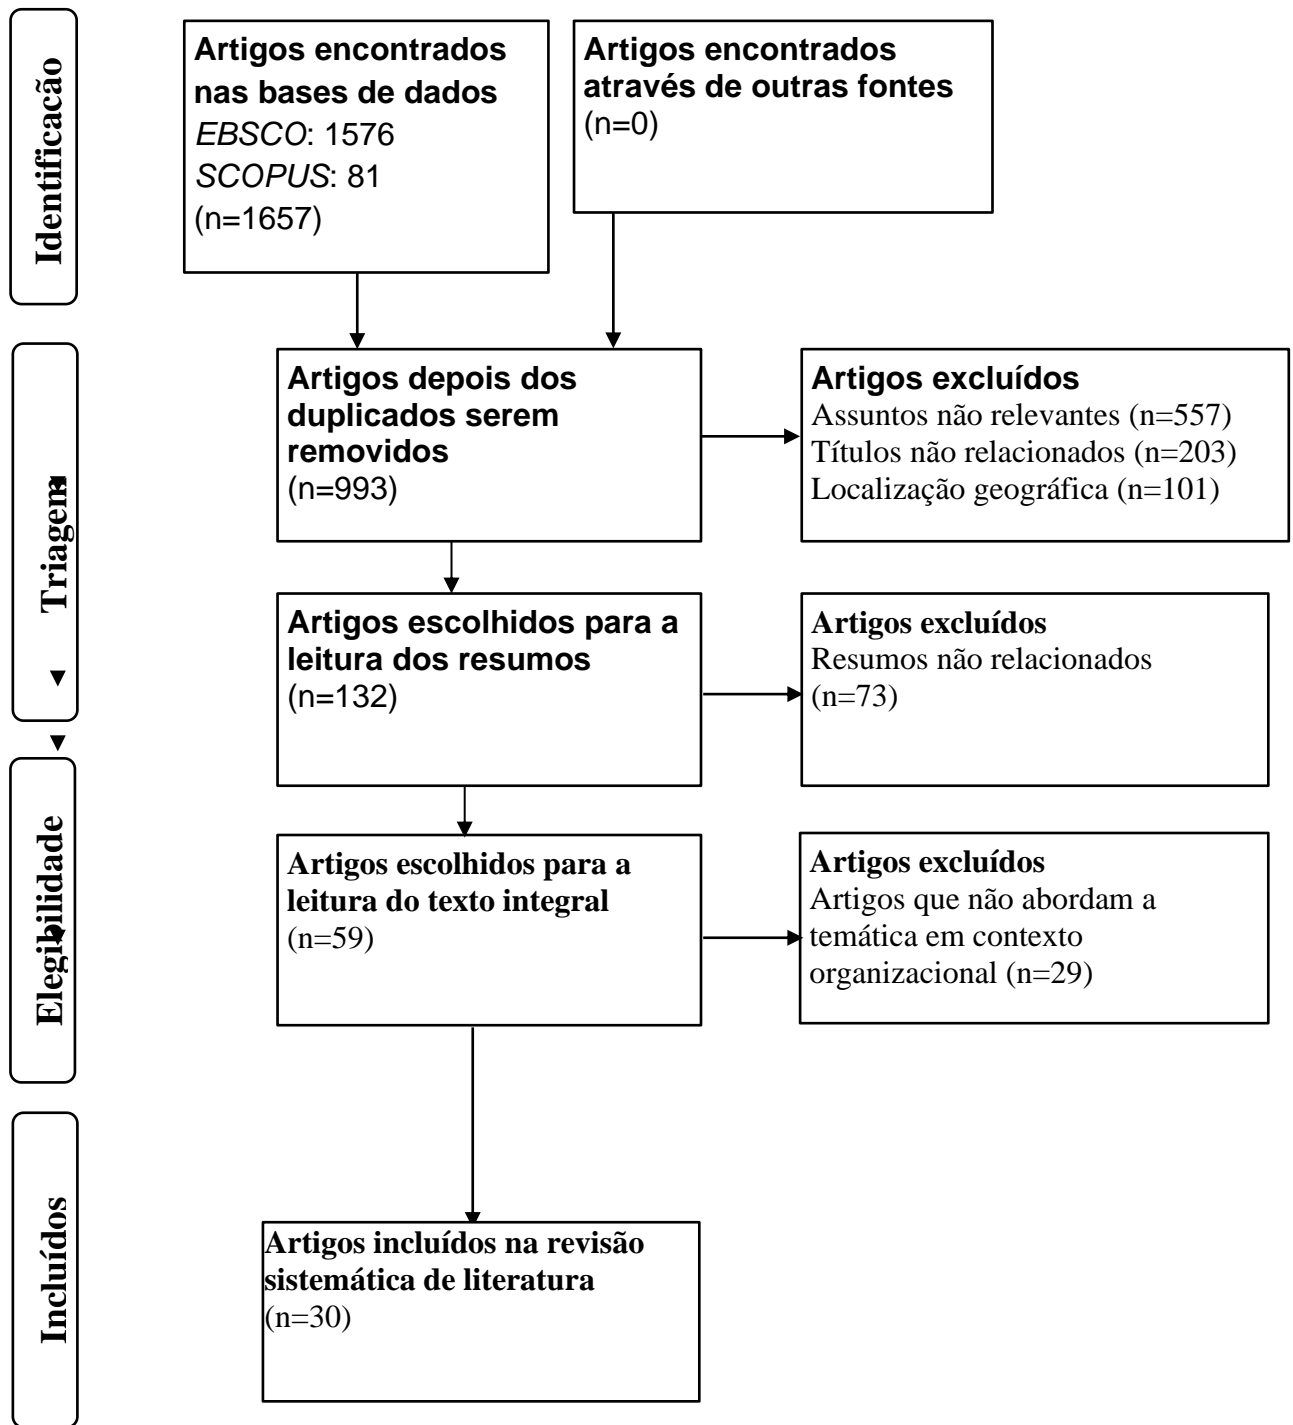 Identificação
Artigos encontrados
nas bases de dados
EBSCO: 1576
SCOPUS: 81
(n=1657)
Artigos encontrados
através de outras fontes
(n=0)
Triagem
Artigos depois dos
duplicados serem
removidos
(n=993)
Artigos excluídos
Assuntos não relevantes (n=557)
Títulos não relacionados (n=203)
Localização geográfica (n=101)
Artigos escolhidos para a
leitura dos resumos
(n=132)
Artigos excluídos
Resumos não relacionados
(n=73)
Elegibilidade
Artigos escolhidos para a
leitura do texto integral
(n=59)
Artigos excluídos
Artigos que não abordam a
temática em contexto
organizacional (n=29)
Incluídos
Artigos incluídos na revisão
sistemática de literatura
(n=30)